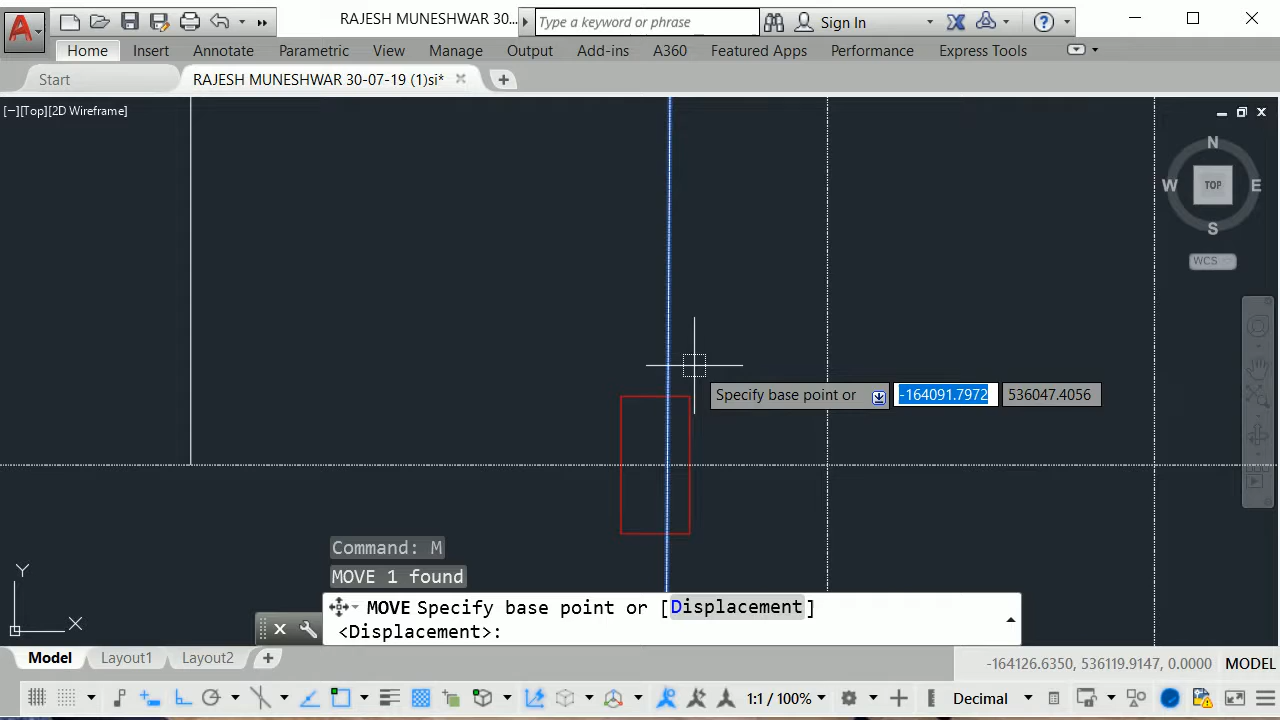 RAJESH MUNESHWAR 30-...
Type a keyword or phrase
Sign In
Home Insert Annotate Parametric View Manage Output Add-ins A360 Featured Apps Performance Express Tools
Start
RAJESH MUNESHWAR 30-07-19 (1)si*
[−][Top][2D Wireframe]
N
W TOP E
S
WCS
Specify base point or -164091.7972 536047.4056
Command: M
MOVE 1 found
Y
X
MOVE Specify base point or [Displacement]
<Displacement>:
Model Layout1 Layout2
-164126.6350, 536119.9147, 0.0000 MODEL
1:1 / 100% Decimal